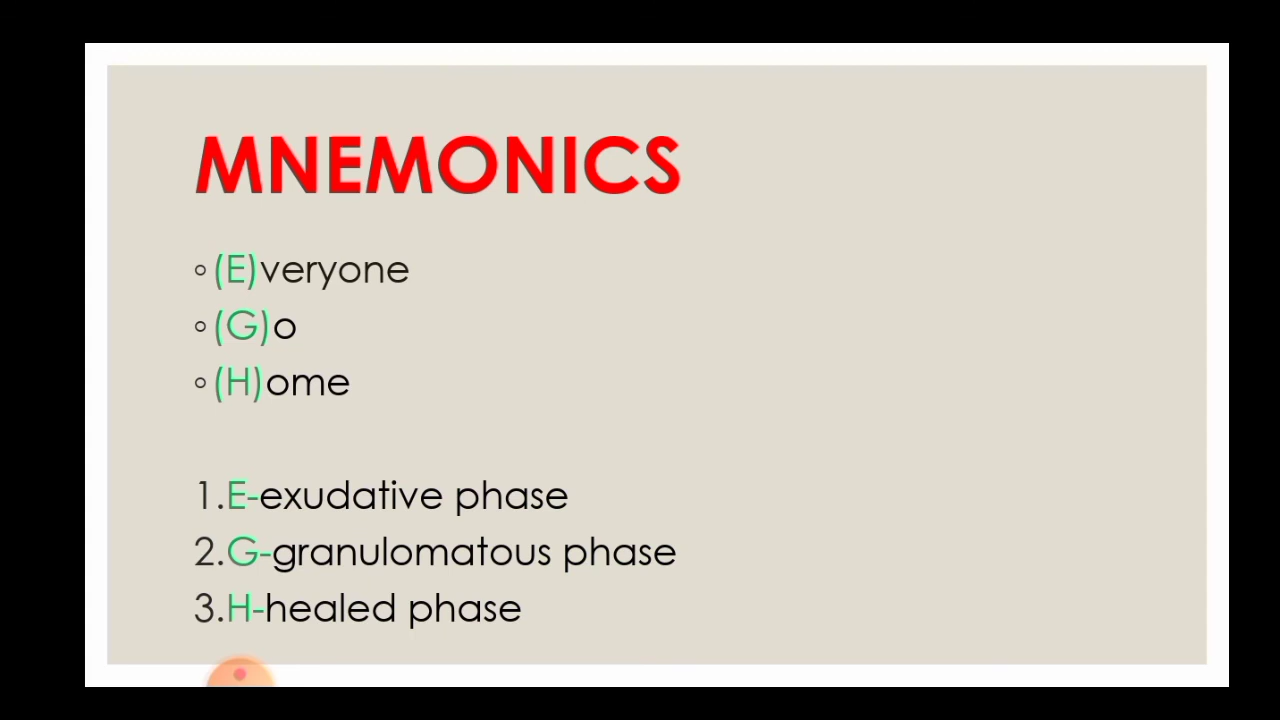 MNEMONICS
◦(E)veryone
◦(G)o
◦(H)ome
1.E-exudative phase
2.G-granulomatous phase
3.H-healed phase